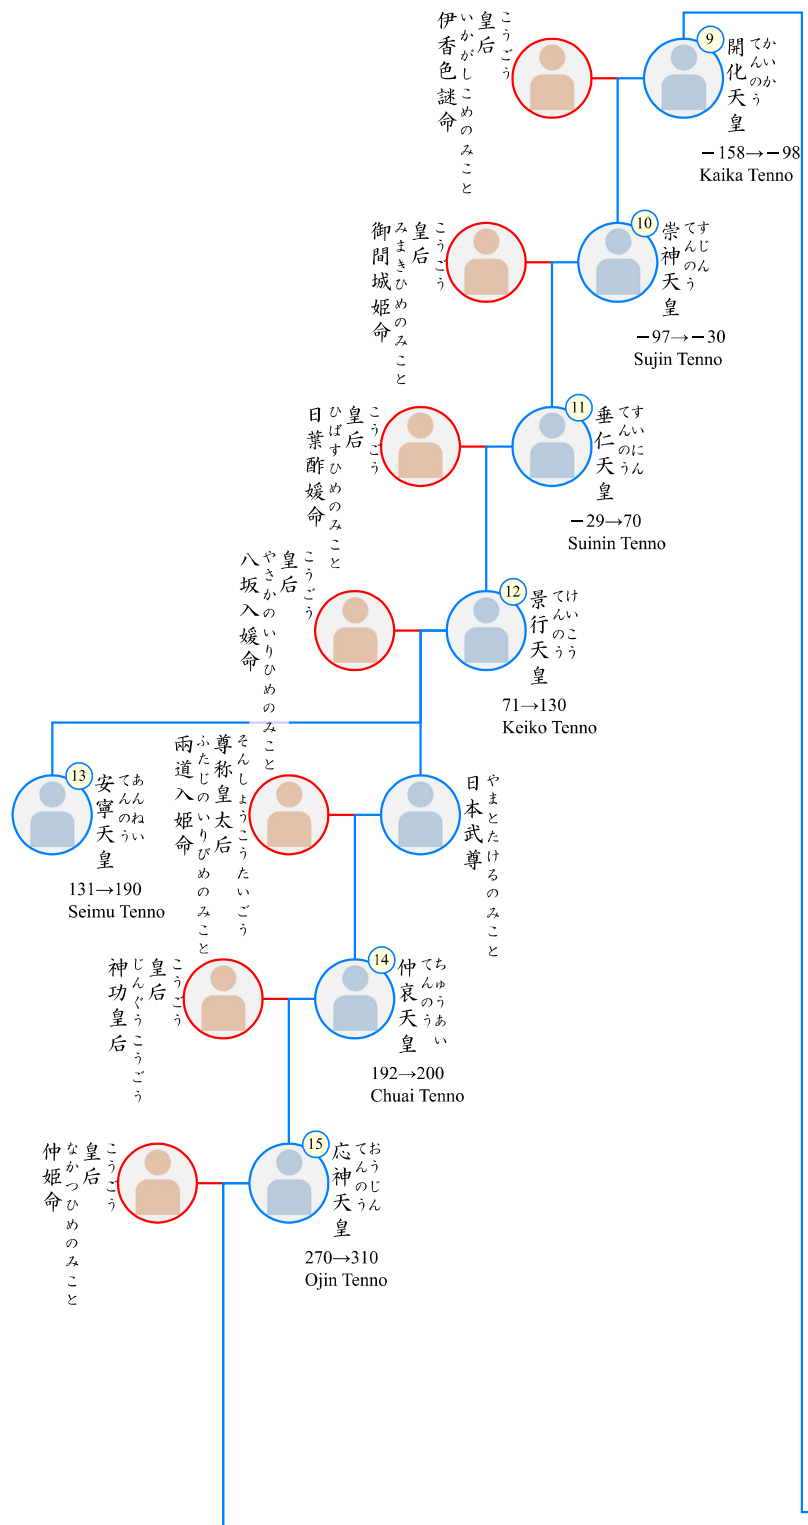 9
開化天皇
かいか
てんのう
−158→−98
Kaika Tenno
こうごう
皇后
いかがしこめのみこと
伊香色謎命
10
崇神天皇
すじん
てんのう
−97→−30
Sujin Tenno
こうごう
皇后
みまきひめのみこと
御間城姫命
11
垂仁天皇
すいにん
てんのう
−29→70
Suinin Tenno
こうごう
皇后
ひばすひめのみこと
日葉酢媛命
12
景行天皇
けいこう
てんのう
71→130
Keiko Tenno
こうごう
皇后
やさかのいりひめのみこと
八坂入媛命
13
安寧天皇
あんねい
てんのう
131→190
Seimu Tenno
やまとたけるのみこと
日本武尊
そんしょうこうたいごう
尊称皇太后
ふたじのいりびめのみこと
両道入姫命
14
仲哀天皇
ちゅうあい
てんのう
192→200
Chuai Tenno
こうごう
皇后
じんぐうこうごう
神功皇后
15
応神天皇
おうじん
てんのう
270→310
Ojin Tenno
こうごう
皇后
なかつひめのみこと
仲姫命